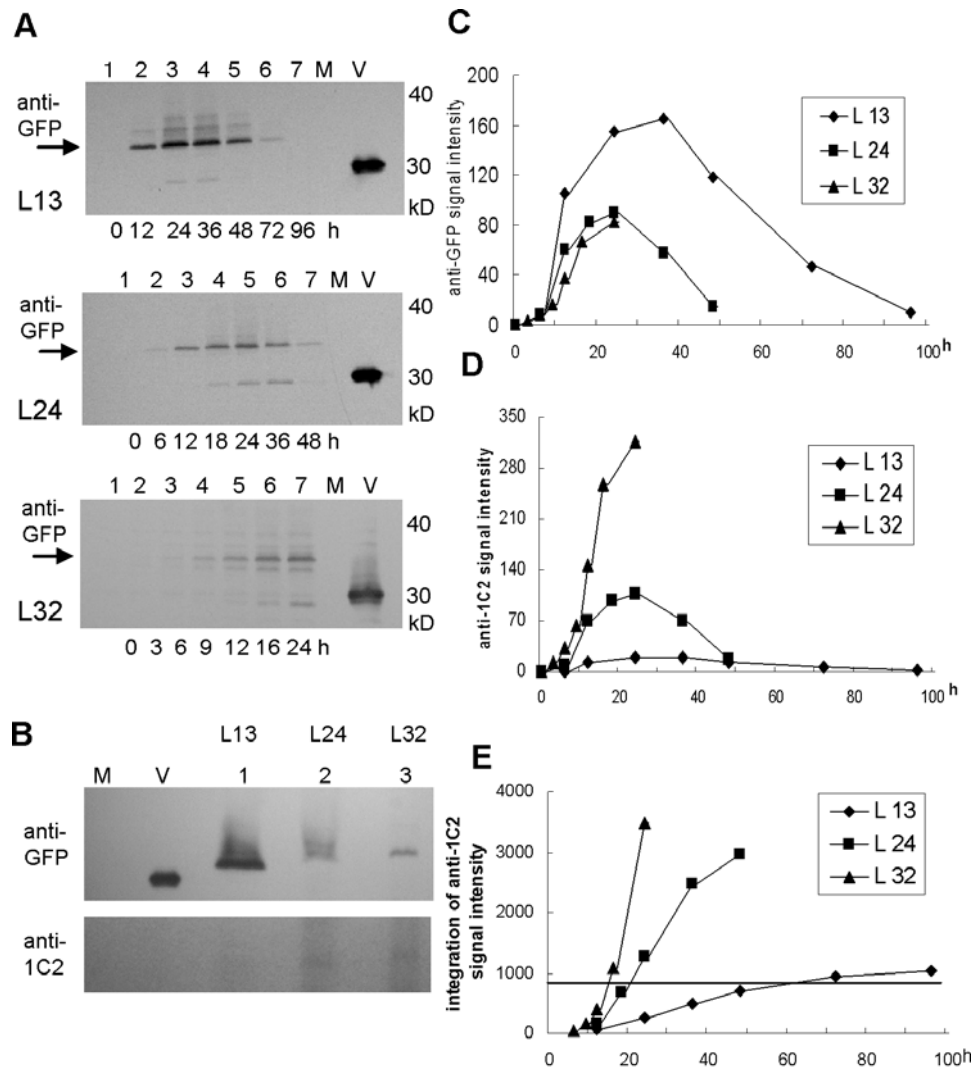 A
1 2 3 4 5 6 7 M V
anti-
GFP
40
30
kD
L13
0 12 24 36 48 72 96 h
1 2 3 4 5 6 7 M V
anti-
GFP
40
30
kD
L24
0 6 12 18 24 36 48 h
1 2 3 4 5 6 7 M V
anti-
GFP
40
30
kD
L32
0 3 6 9 12 16 24 h
B
L13 L24 L32
M V 1 2 3
anti-
GFP
anti-
1C2
C
anti-GFP signal intensity
200
160
120
80
40
0
0 20 40 60 80 100 h
L 13
L 24
L 32
D
anti-1C2 signal intensity
350
280
210
140
70
0
0 20 40 60 80 100 h
L 13
L 24
L 32
E
integration of anti-1C2
signal intensity
4000
3000
2000
1000
0
0 20 40 60 80 100 h
L 13
L 24
L 32